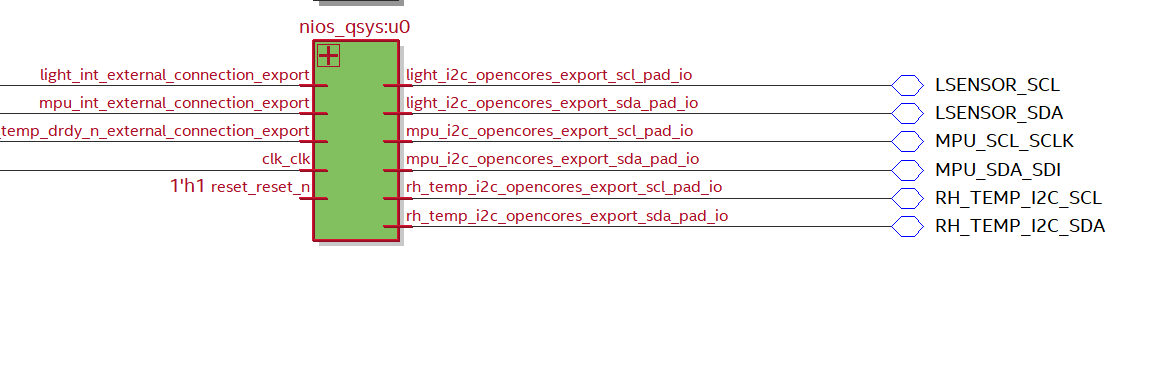 nios_qsys:u0
light_int_external_connection_export light_i2c_opencores_export_scl_pad_io LSENSOR_SCL
mpu_int_external_connection_export light_i2c_opencores_export_sda_pad_io LSENSOR_SDA
_temp_drdy_n_external_connection_export mpu_i2c_opencores_export_scl_pad_io MPU_SCL_SCLK
clk_clk mpu_i2c_opencores_export_sda_pad_io MPU_SDA_SDI
1'h1 reset_reset_n rh_temp_i2c_opencores_export_scl_pad_io RH_TEMP_I2C_SCL
rh_temp_i2c_opencores_export_sda_pad_io RH_TEMP_I2C_SDA